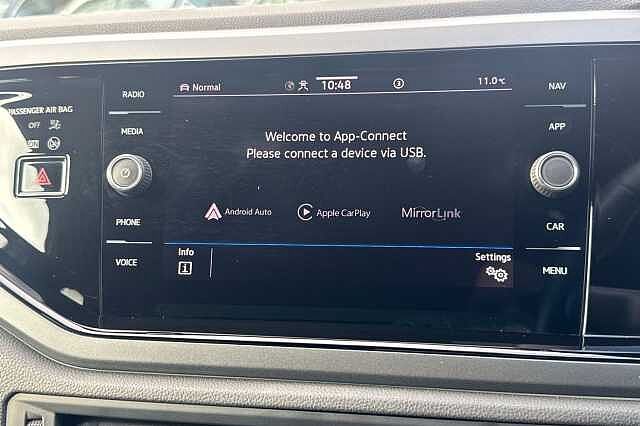 PASSENGER AIR BAG
OFF
ON
RADIO
MEDIA
PHONE
VOICE
Normal
10:48
3
11.0°C
Welcome to App-Connect
Please connect a device via USB.
Android Auto
Apple CarPlay
MirrorLink
Info
Settings
NAV
APP
CAR
MENU